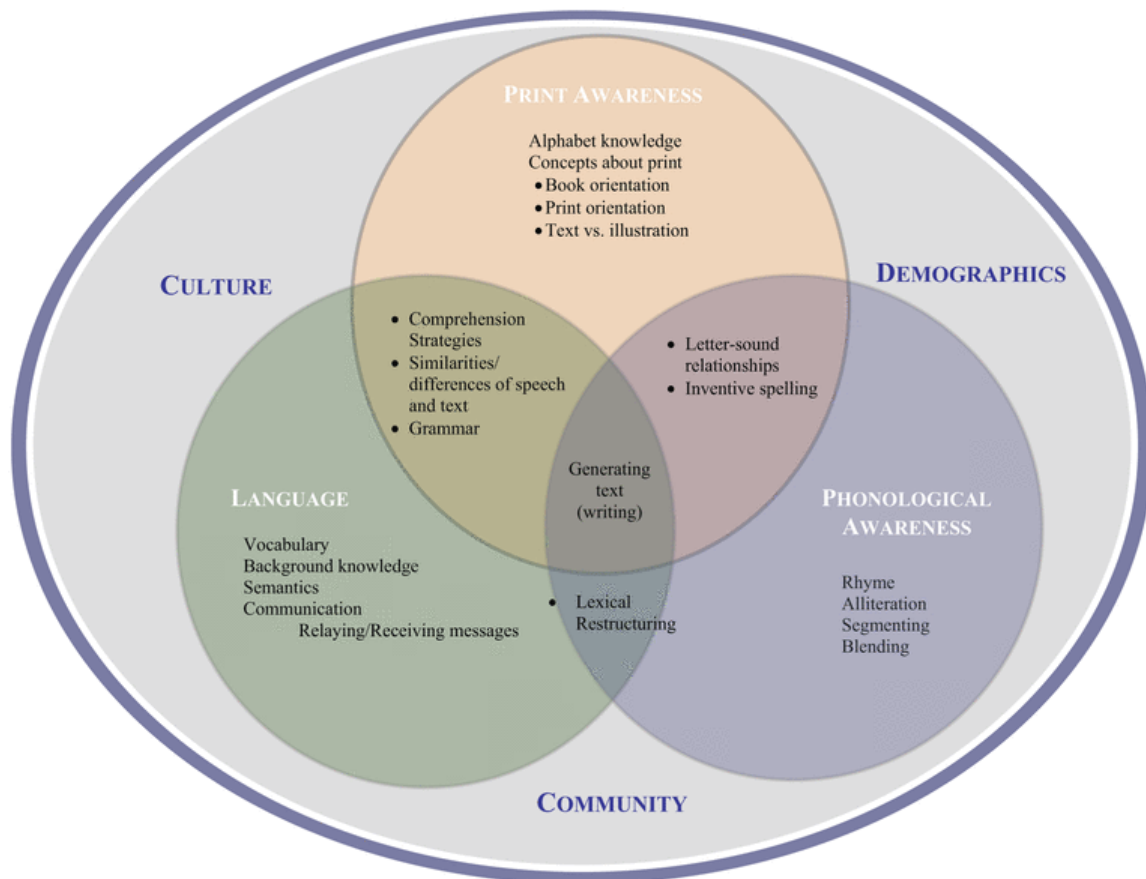 PRINT AWARENESS
Alphabet knowledge
Concepts about print
• Book orientation
• Print orientation
• Text vs. illustration
CULTURE
DEMOGRAPHICS
• Comprehension
Strategies
• Similarities/
differences of speech
and text
• Grammar
• Letter-sound
relationships
• Inventive spelling
Generating
text
(writing)
LANGUAGE
Vocabulary
Background knowledge
Semantics
Communication
Relaying/Receiving messages
PHONOLOGICAL
AWARENESS
Rhyme
Alliteration
Segmenting
Blending
• Lexical
Restructuring
COMMUNITY